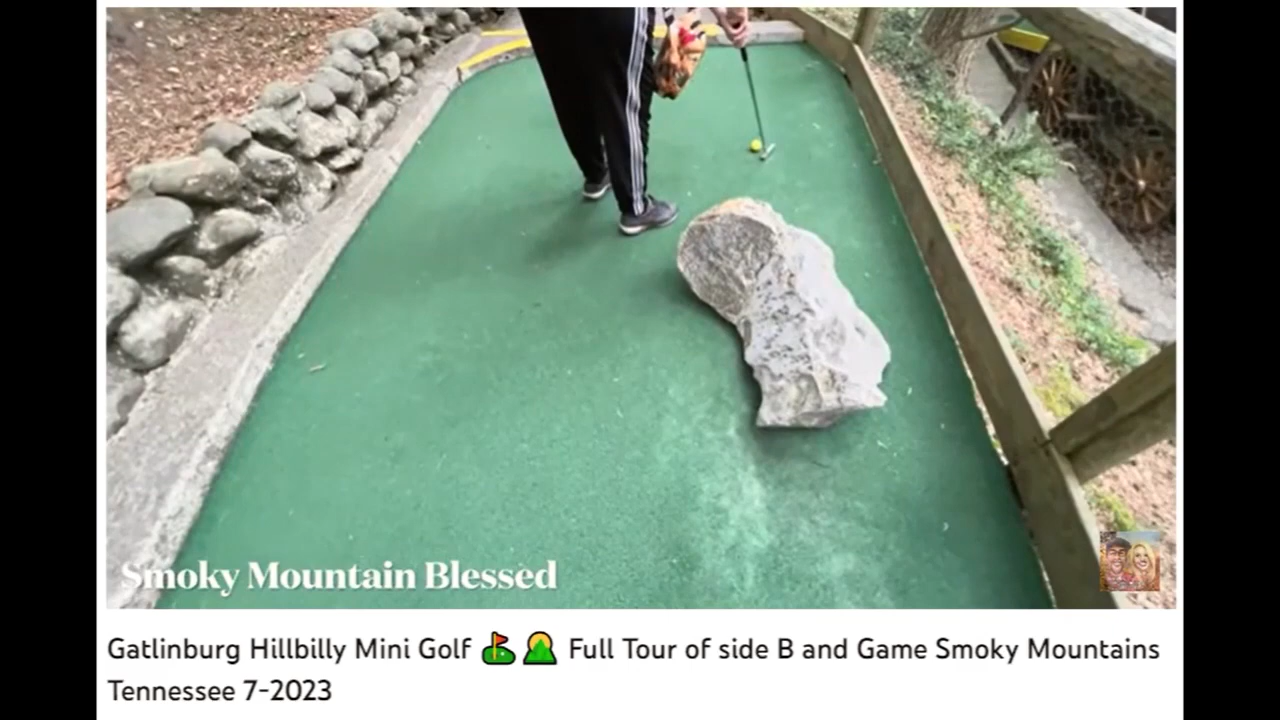 Smoky Mountain Blessed
Gatlinburg Hillbilly Mini Golf ⛳🏞 Full Tour of side B and Game Smoky Mountains
Tennessee 7-2023